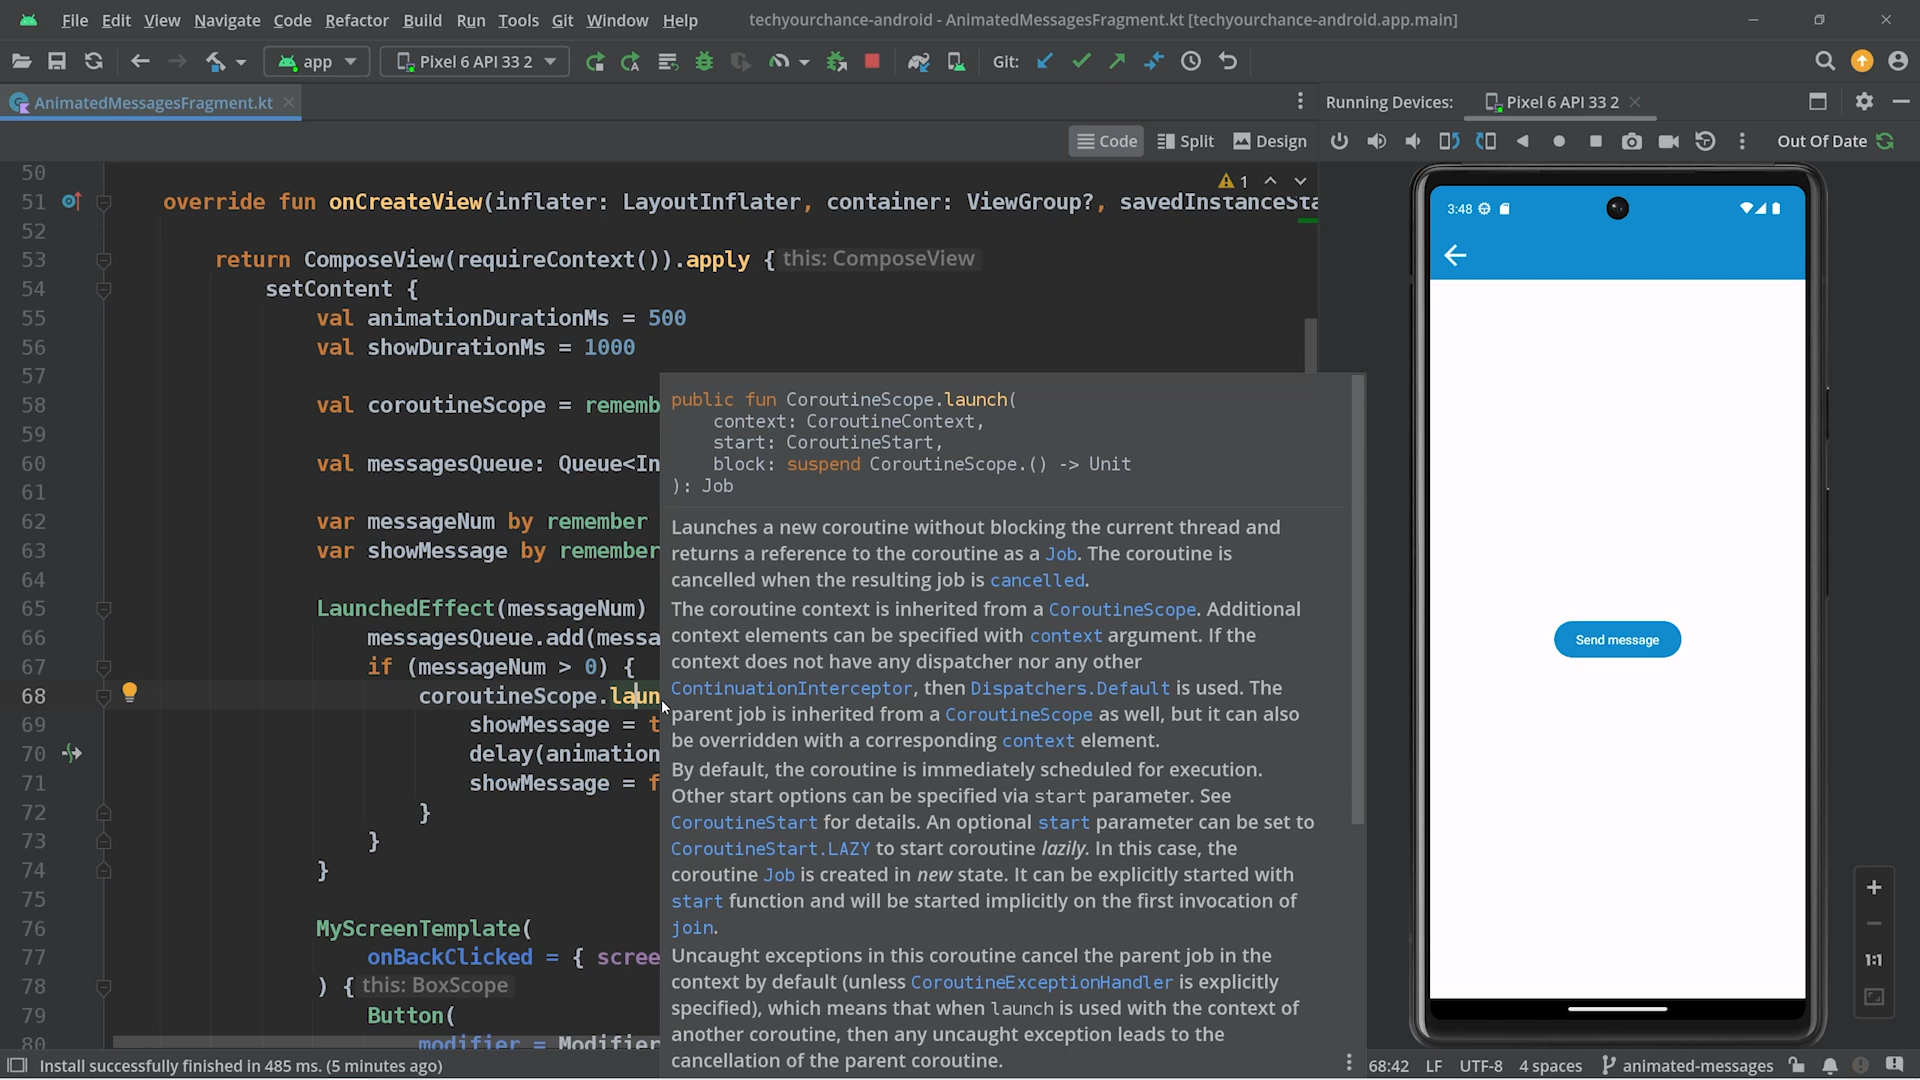 File Edit View Navigate Code Refactor Build Run Tools Git Window Help techyourchance-android - AnimatedMessagesFragment.kt [techyourchance-android.app.main]
app Pixel 6 API 33 2 Git:
AnimatedMessagesFragment.kt Running Devices: Pixel 6 API 33 2
Code Split Design Out Of Date
1
50
51 override fun onCreateView(inflater: LayoutInflater, container: ViewGroup?, savedInstanceSta
52
53 return ComposeView(requireContext()).apply { this: ComposeView
54 setContent {
55 val animationDurationMs = 500
56 val showDurationMs = 1000
57
58 val coroutineScope = rememb
59
60 val messagesQueue: Queue<In
61
62 var messageNum by remember
63 var showMessage by remember
64
65 LaunchedEffect(messageNum)
66 messagesQueue.add(messa
67 if (messageNum > 0) {
68 coroutineScope.laun
69 showMessage = t
70 delay(animation
71 showMessage = f
72 }
73 }
74 }
75
76 MyScreenTemplate(
77 onBackClicked = { scree
78 ) { this: BoxScope
79 Button(
80 modifier = Modifier
public fun CoroutineScope.launch(
context: CoroutineContext,
start: CoroutineStart,
block: suspend CoroutineScope.() -> Unit
): Job
Launches a new coroutine without blocking the current thread and
returns a reference to the coroutine as a Job. The coroutine is
cancelled when the resulting job is cancelled.
The coroutine context is inherited from a CoroutineScope. Additional
context elements can be specified with context argument. If the
context does not have any dispatcher nor any other
ContinuationInterceptor, then Dispatchers.Default is used. The
parent job is inherited from a CoroutineScope as well, but it can also
be overridden with a corresponding context element.
By default, the coroutine is immediately scheduled for execution.
Other start options can be specified via start parameter. See
CoroutineStart for details. An optional start parameter can be set to
CoroutineStart.LAZY to start coroutine lazily. In this case, the
coroutine Job is created in new state. It can be explicitly started with
start function and will be started implicitly on the first invocation of
join.
Uncaught exceptions in this coroutine cancel the parent job in the
context by default (unless CoroutineExceptionHandler is explicitly
specified), which means that when launch is used with the context of
another coroutine, then any uncaught exception leads to the
cancellation of the parent coroutine.
3:48
Send message
1:1
Install successfully finished in 485 ms. (5 minutes ago) 68:42 LF UTF-8 4 spaces animated-messages